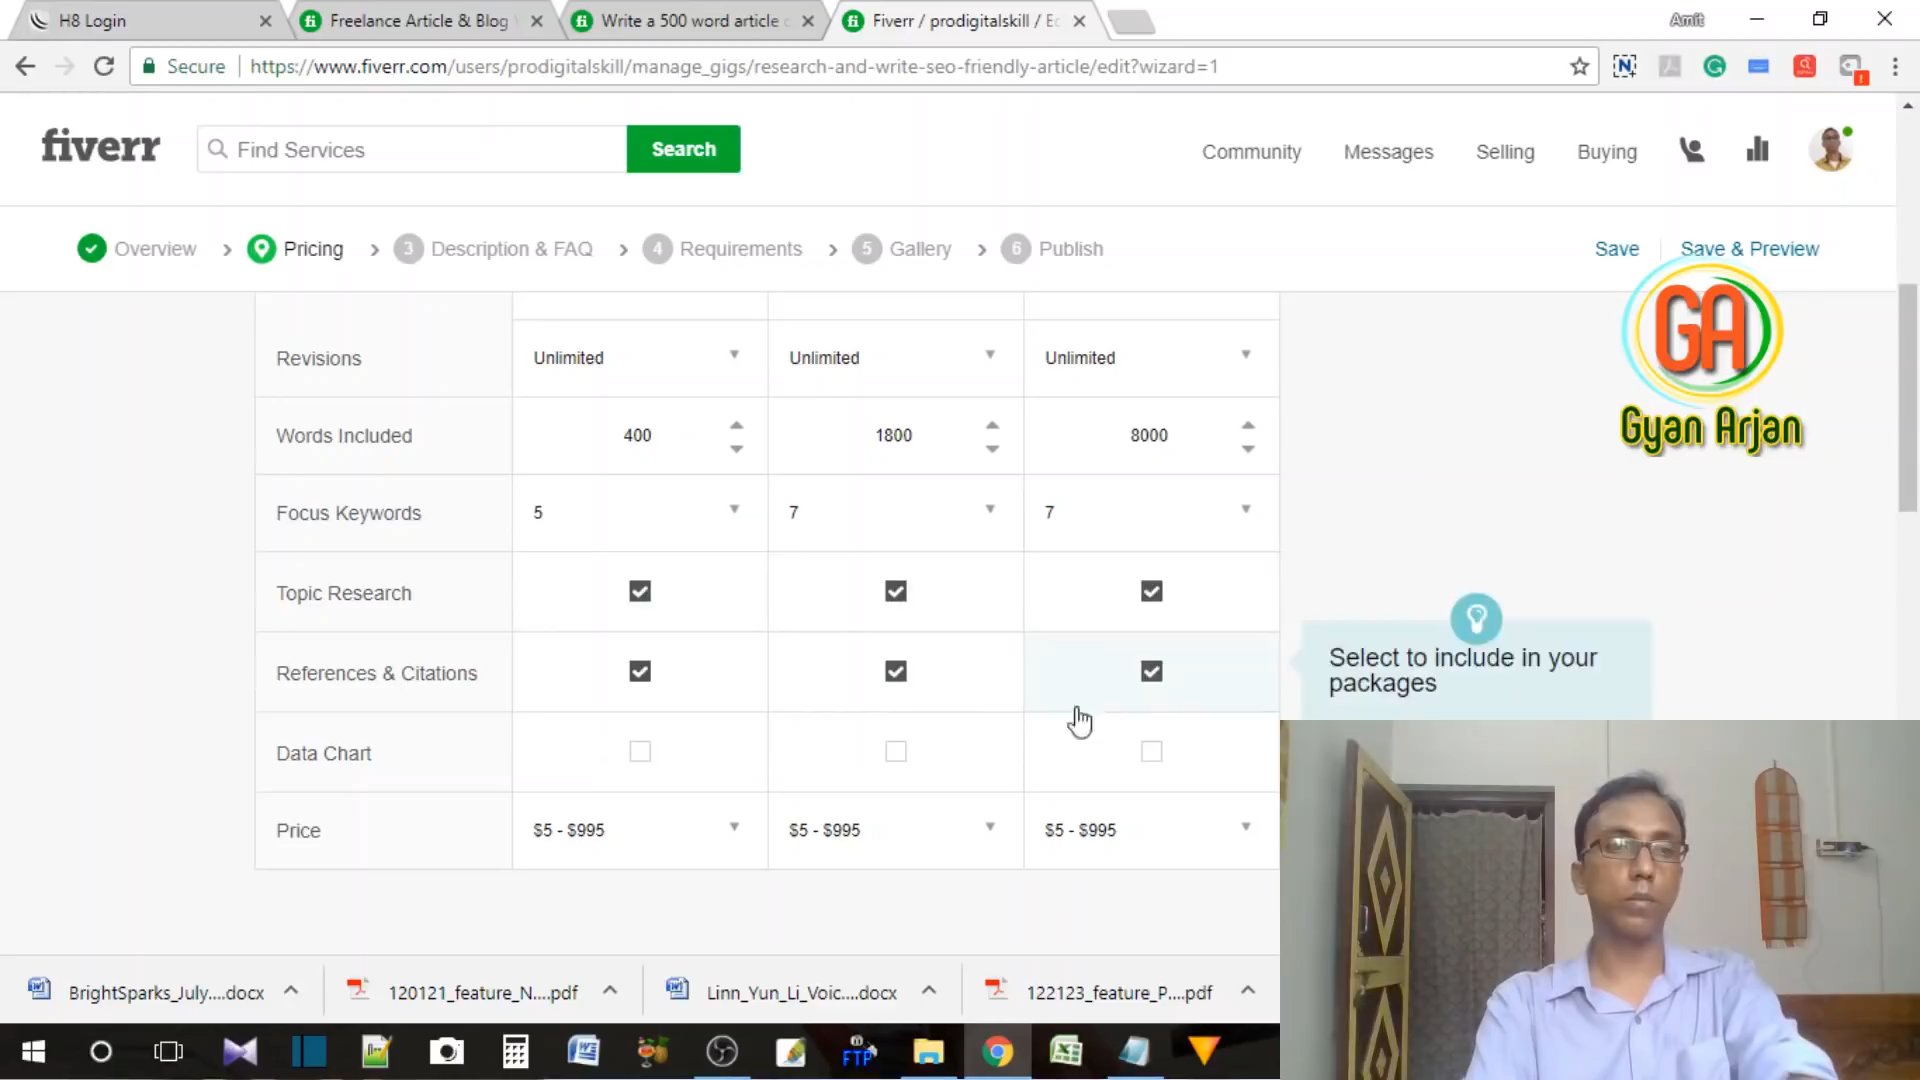 H8 Login
Freelance Article & Blog
Write a 500 word article
Fiverr / prodigitalskill / Ed
Amit
Secure
https://www.fiverr.com/users/prodigitalskill/manage_gigs/research-and-write-seo-friendly-article/edit?wizard=1
fiverr
Find Services
Search
Community
Messages
Selling
Buying
Overview
Pricing
3 Description & FAQ
4 Requirements
5 Gallery
6 Publish
Save
Save & Preview
GA
Gyan Arjan
Revisions Unlimited Unlimited Unlimited
Words Included 400 1800 8000
Focus Keywords 5 7 7
Topic Research
References & Citations
Select to include in your
packages
Data Chart
Price $5 - $995 $5 - $995 $5 - $995
BrightSparks_July....docx
120121_feature_N....pdf
Linn_Yun_Li_Voic....docx
122123_feature_P....pdf
FTP